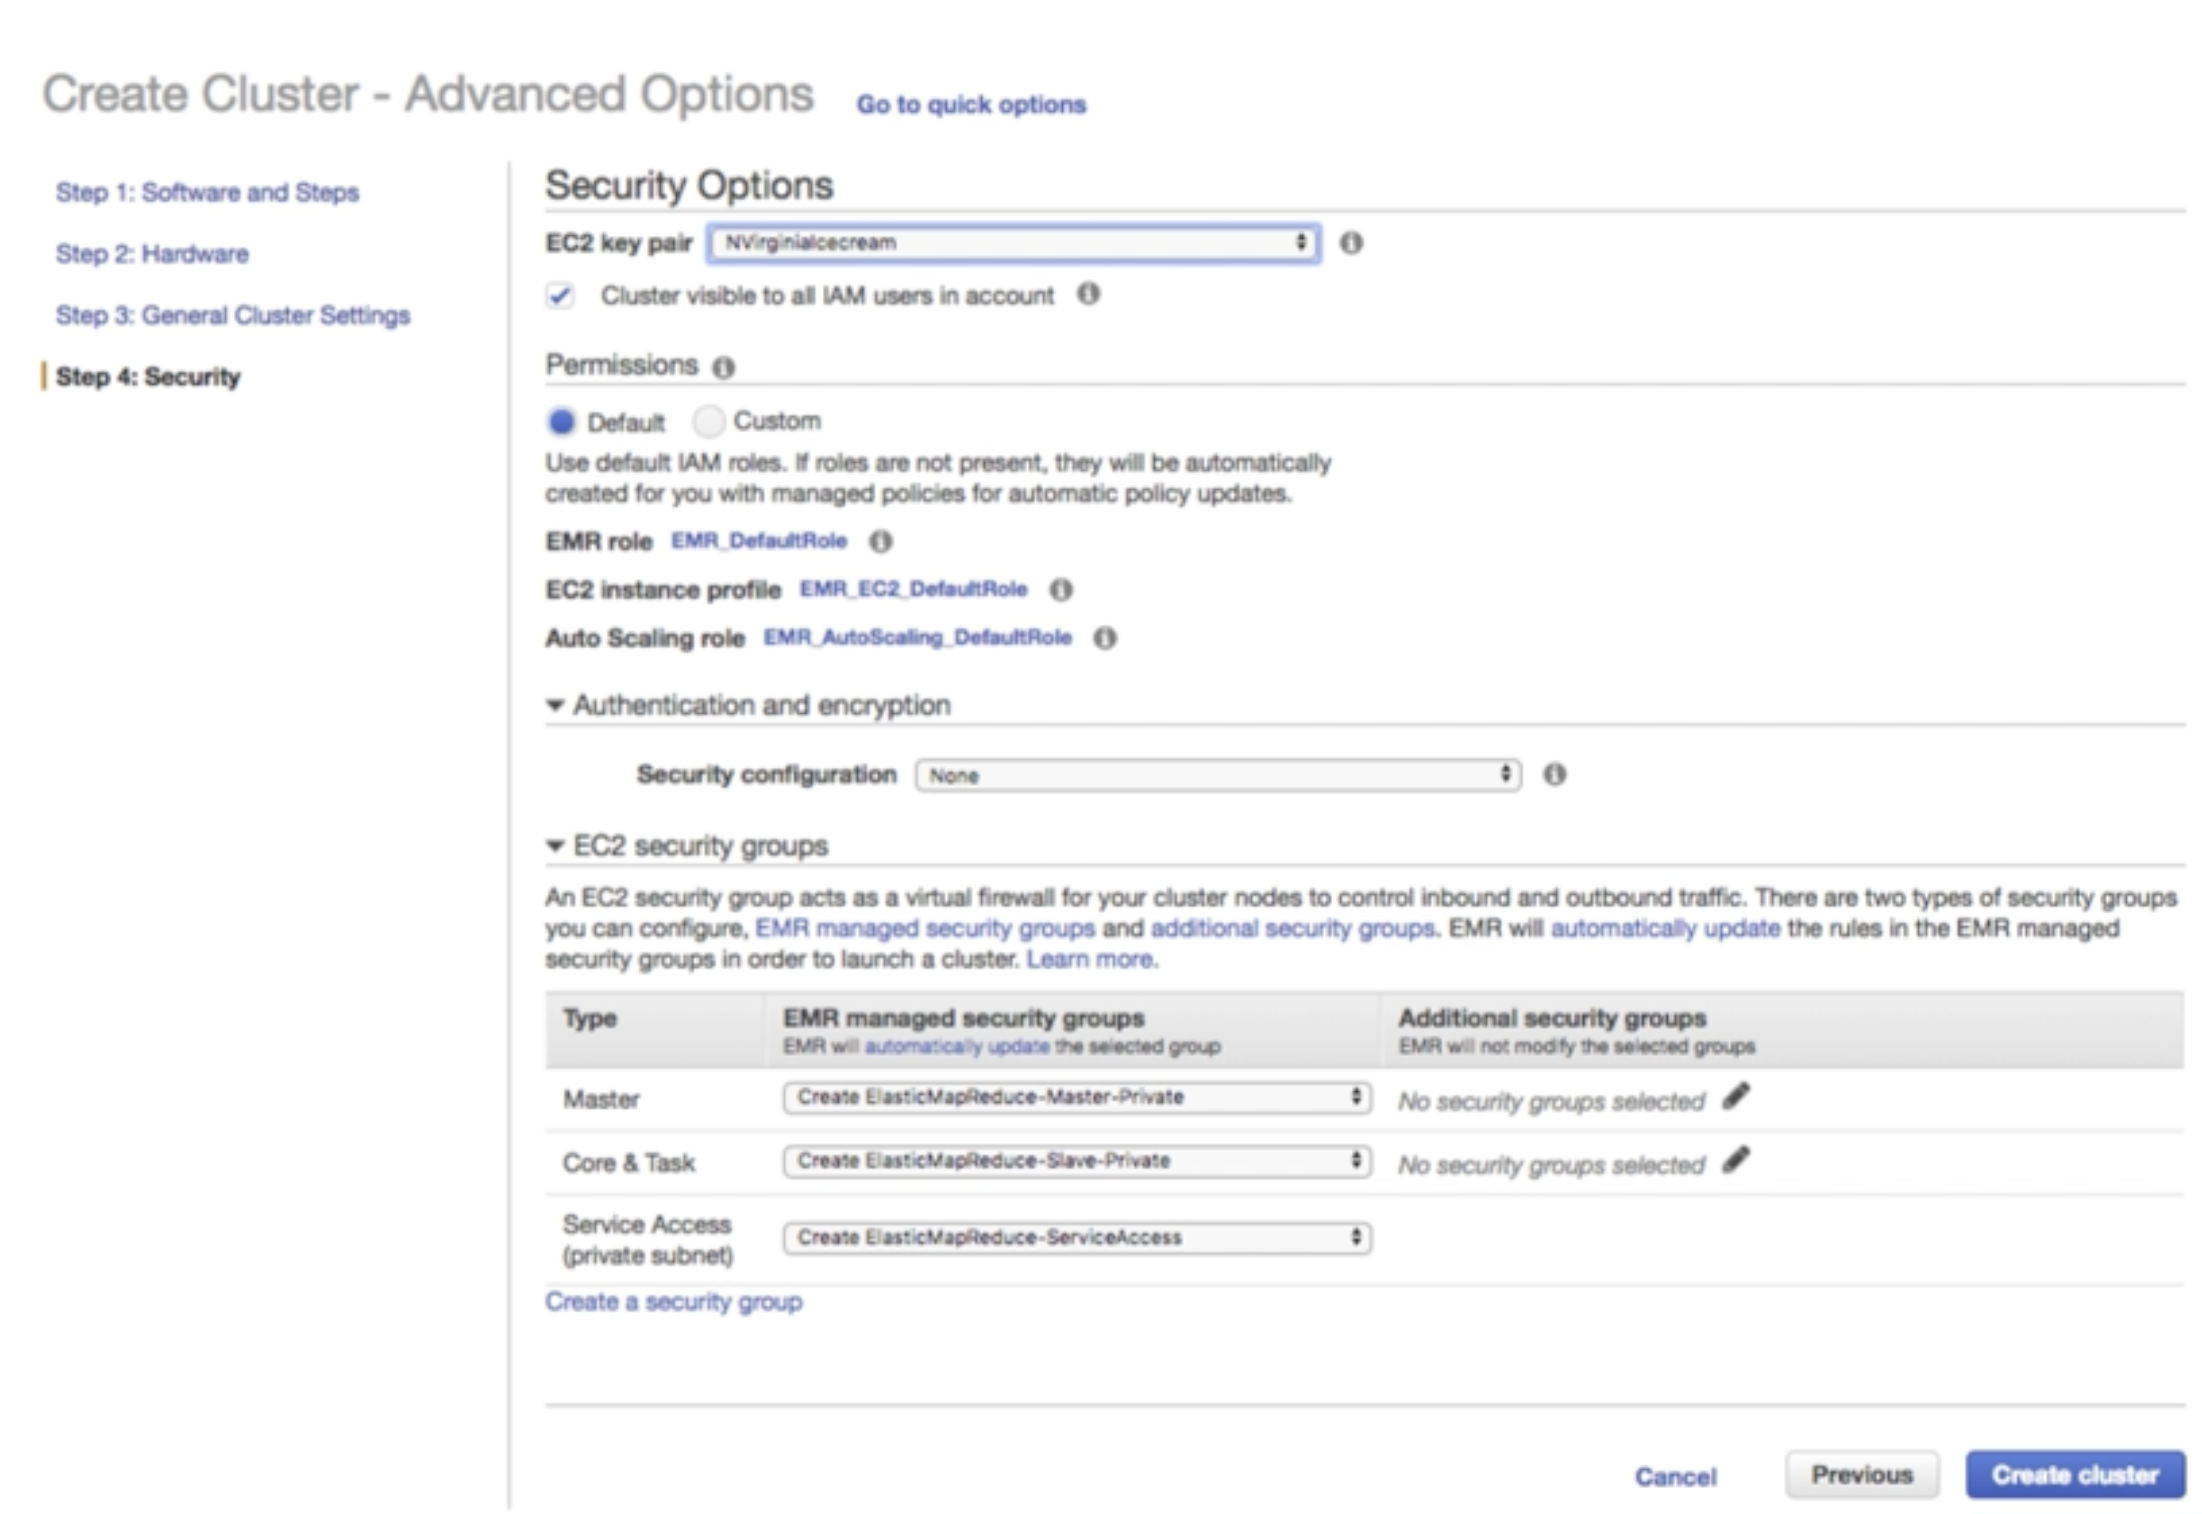 Create Cluster - Advanced Options Go to quick options
Step 1: Software and Steps
Step 2: Hardware
Step 3: General Cluster Settings
Step 4: Security
Security Options
EC2 key pair NVirginiaIcecream
Cluster visible to all IAM users in account
Permissions
Default Custom
Use default IAM roles. If roles are not present, they will be automatically
created for you with managed policies for automatic policy updates.
EMR role EMR_DefaultRole
EC2 instance profile EMR_EC2_DefaultRole
Auto Scaling role EMR_AutoScaling_DefaultRole
Authentication and encryption
Security configuration None
EC2 security groups
An EC2 security group acts as a virtual firewall for your cluster nodes to control inbound and outbound traffic. There are two types of security groups
you can configure, EMR managed security groups and additional security groups. EMR will automatically update the rules in the EMR managed
security groups in order to launch a cluster. Learn more.
Type EMR managed security groups Additional security groups
EMR will automatically update the selected group EMR will not modify the selected groups
Master Create ElasticMapReduce-Master-Private No security groups selected
Core & Task Create ElasticMapReduce-Slave-Private No security groups selected
Service Access
(private subnet) Create ElasticMapReduce-ServiceAccess
Create a security group
Cancel Previous Create cluster